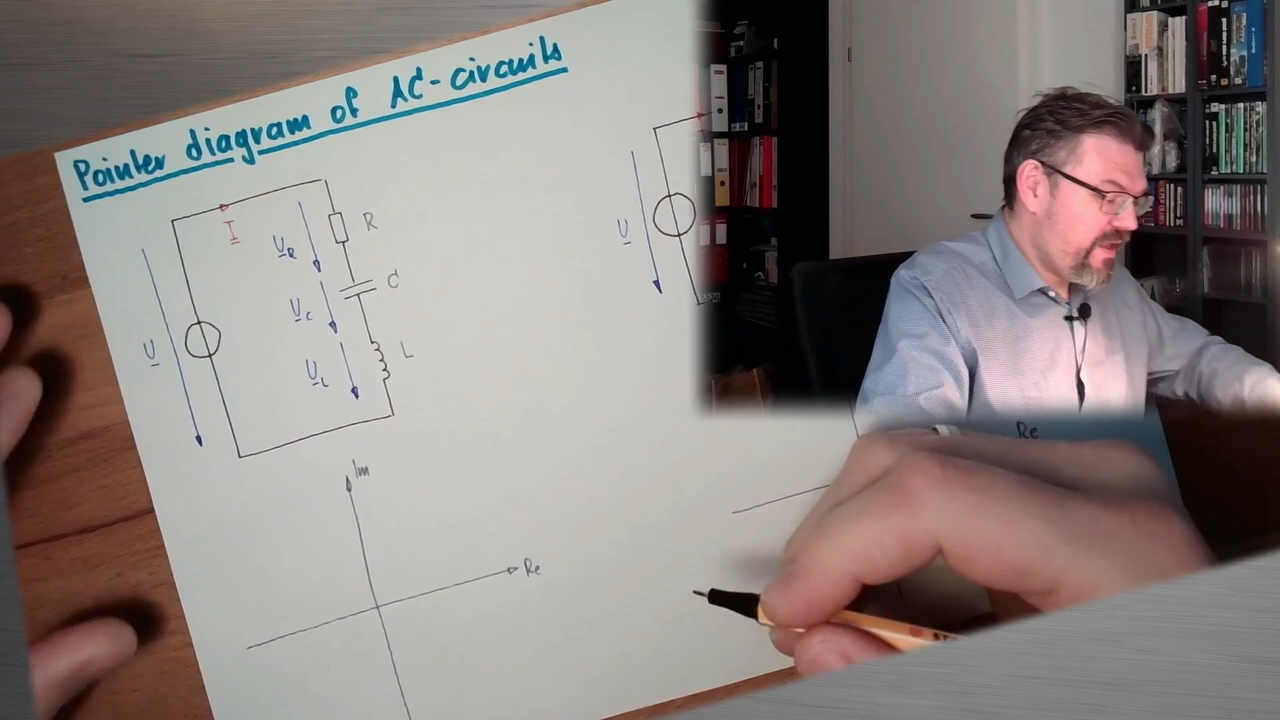 Pointer diagram of AC-circuits
I
R
U_R
C
U_C
L
U_L
U
U
Im
Re
Re